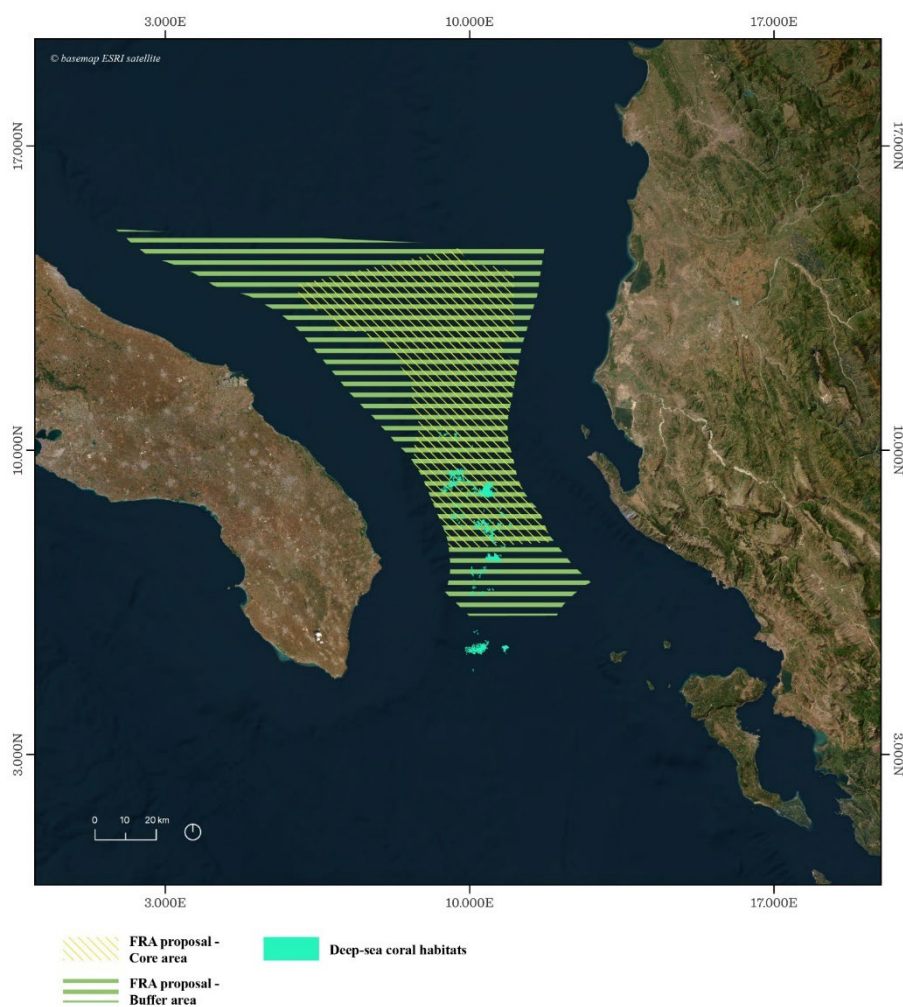 3.000E 10.000E 17.000E
© basemap ESRI satellite
17.000N 17.000N
10.000N 10.000N
3.000N 3.000N
0 10 20 km
3.000E 10.000E 17.000E
FRA proposal -
Core area
Deep-sea coral habitats
FRA proposal -
Buffer area